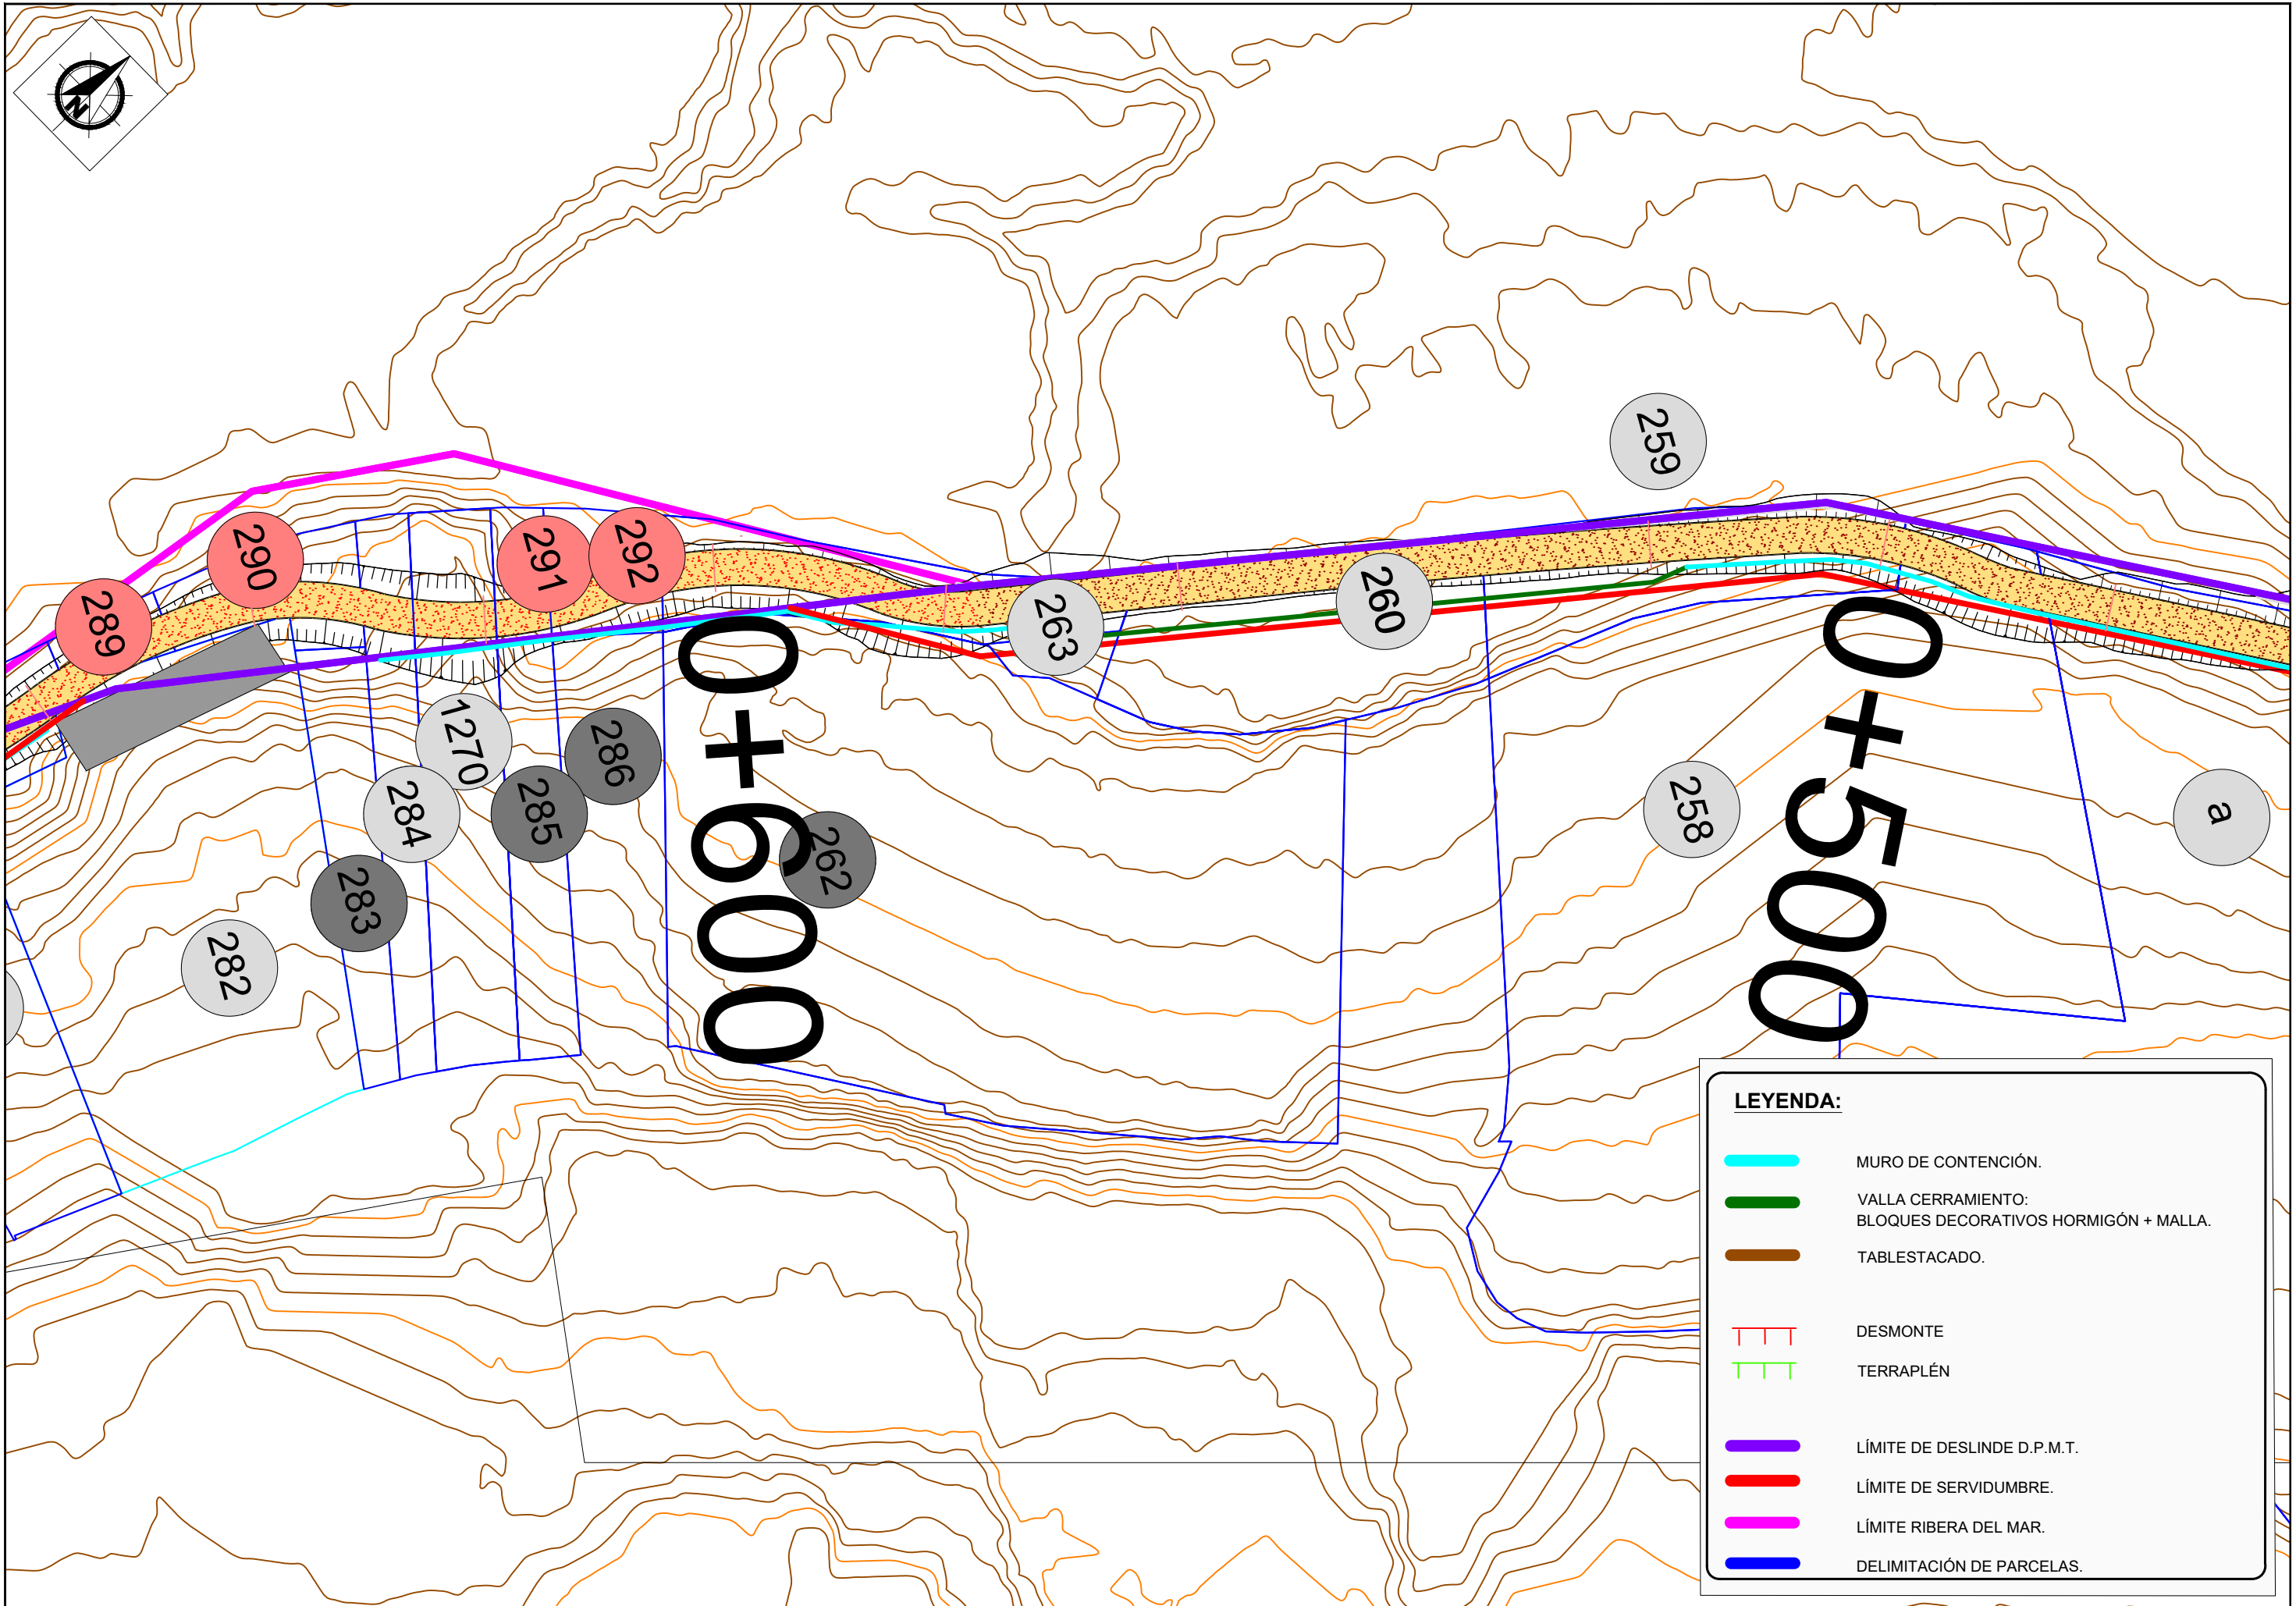 N
259
290
291
292
289
260
263
1270
286
284
285
283
282
262
258
a
0+600
0+500
LEYENDA:
MURO DE CONTENCIÓN.
VALLA CERRAMIENTO:
BLOQUES DECORATIVOS HORMIGÓN + MALLA.
TABLESTACADO.
DESMONTE
TERRAPLÉN
LÍMITE DE DESLINDE D.P.M.T.
LÍMITE DE SERVIDUMBRE.
LÍMITE RIBERA DEL MAR.
DELIMITACIÓN DE PARCELAS.